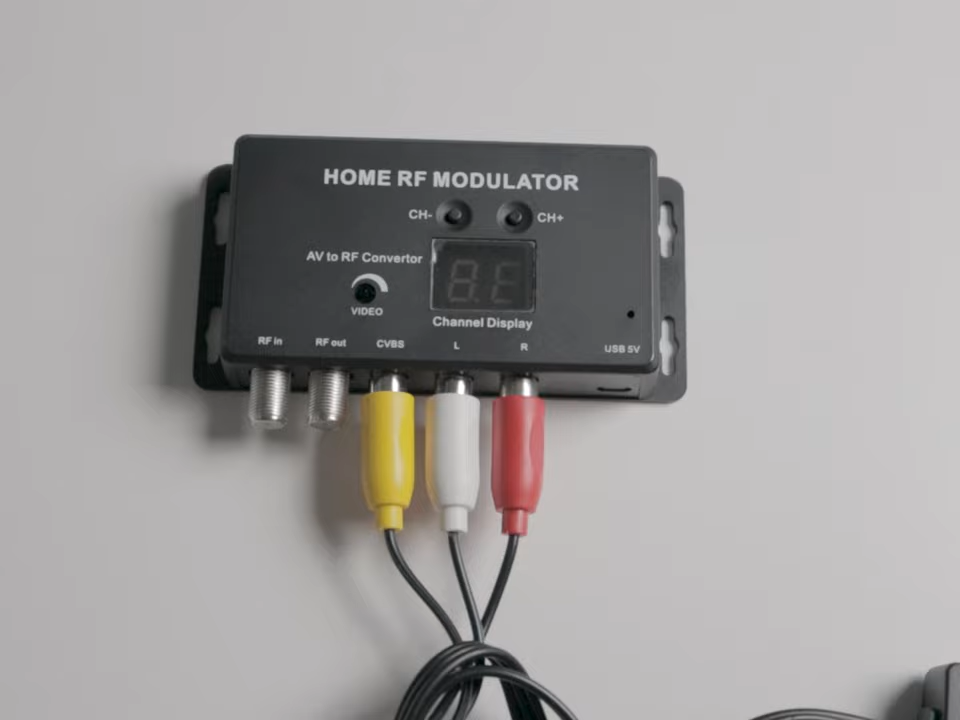 HOME RF MODULATOR
CH-
CH+
AV to RF Convertor
VIDEO
Channel Display
RF in
RF out
CVBS
L
R
USB 5V